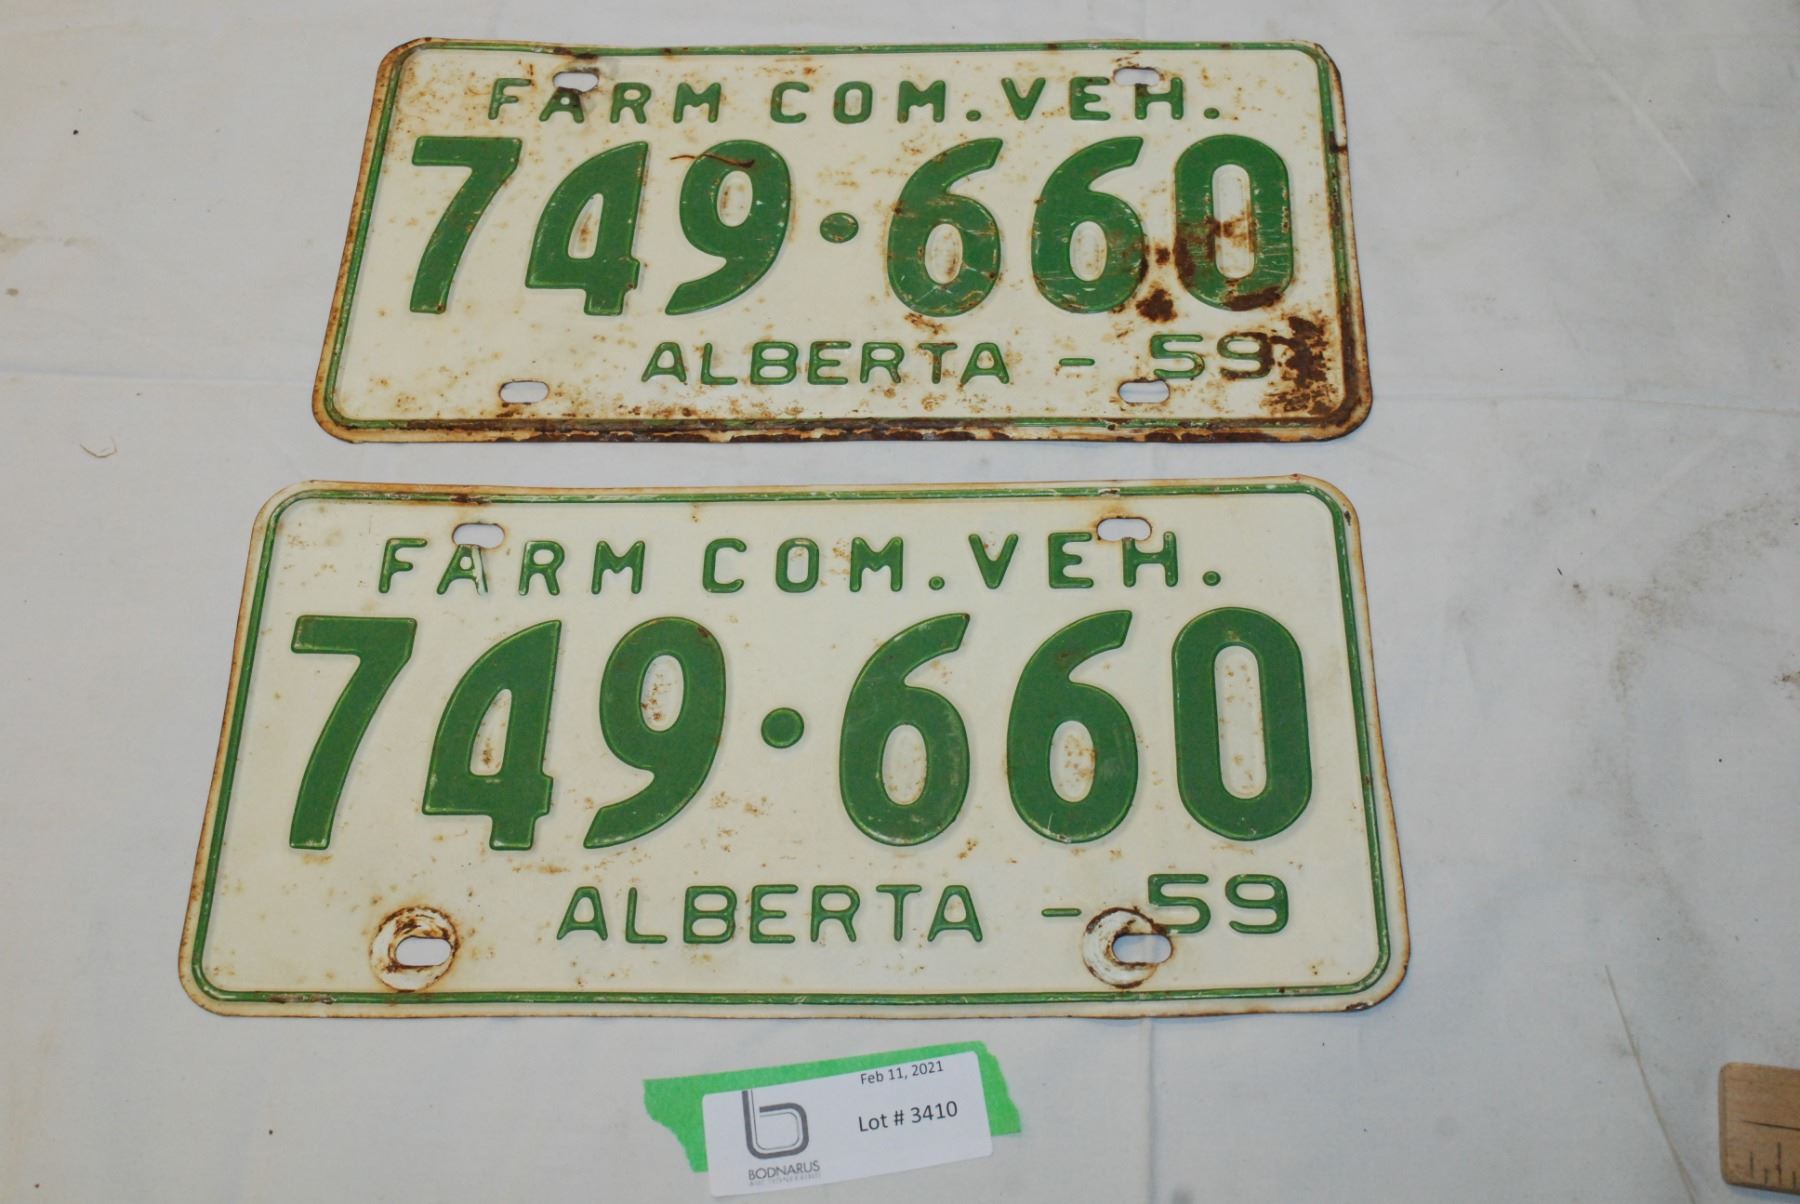 FARM COM. VEH.
749·660
ALBERTA - 59
FARM COM. VEH.
749·660
ALBERTA - 59
Feb 11, 2021
Lot # 3410
BODNARUS